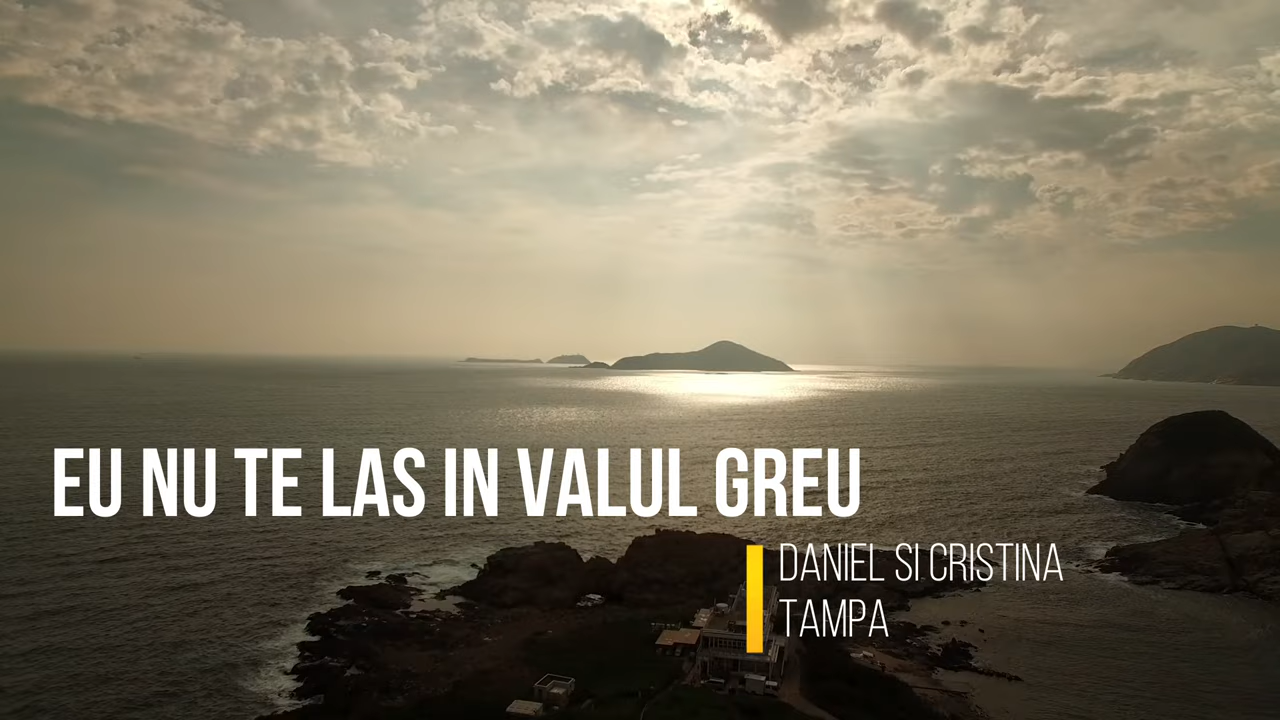 EU NU TE LAS IN VALUL GREU
DANIEL SI CRISTINA
TAMPA